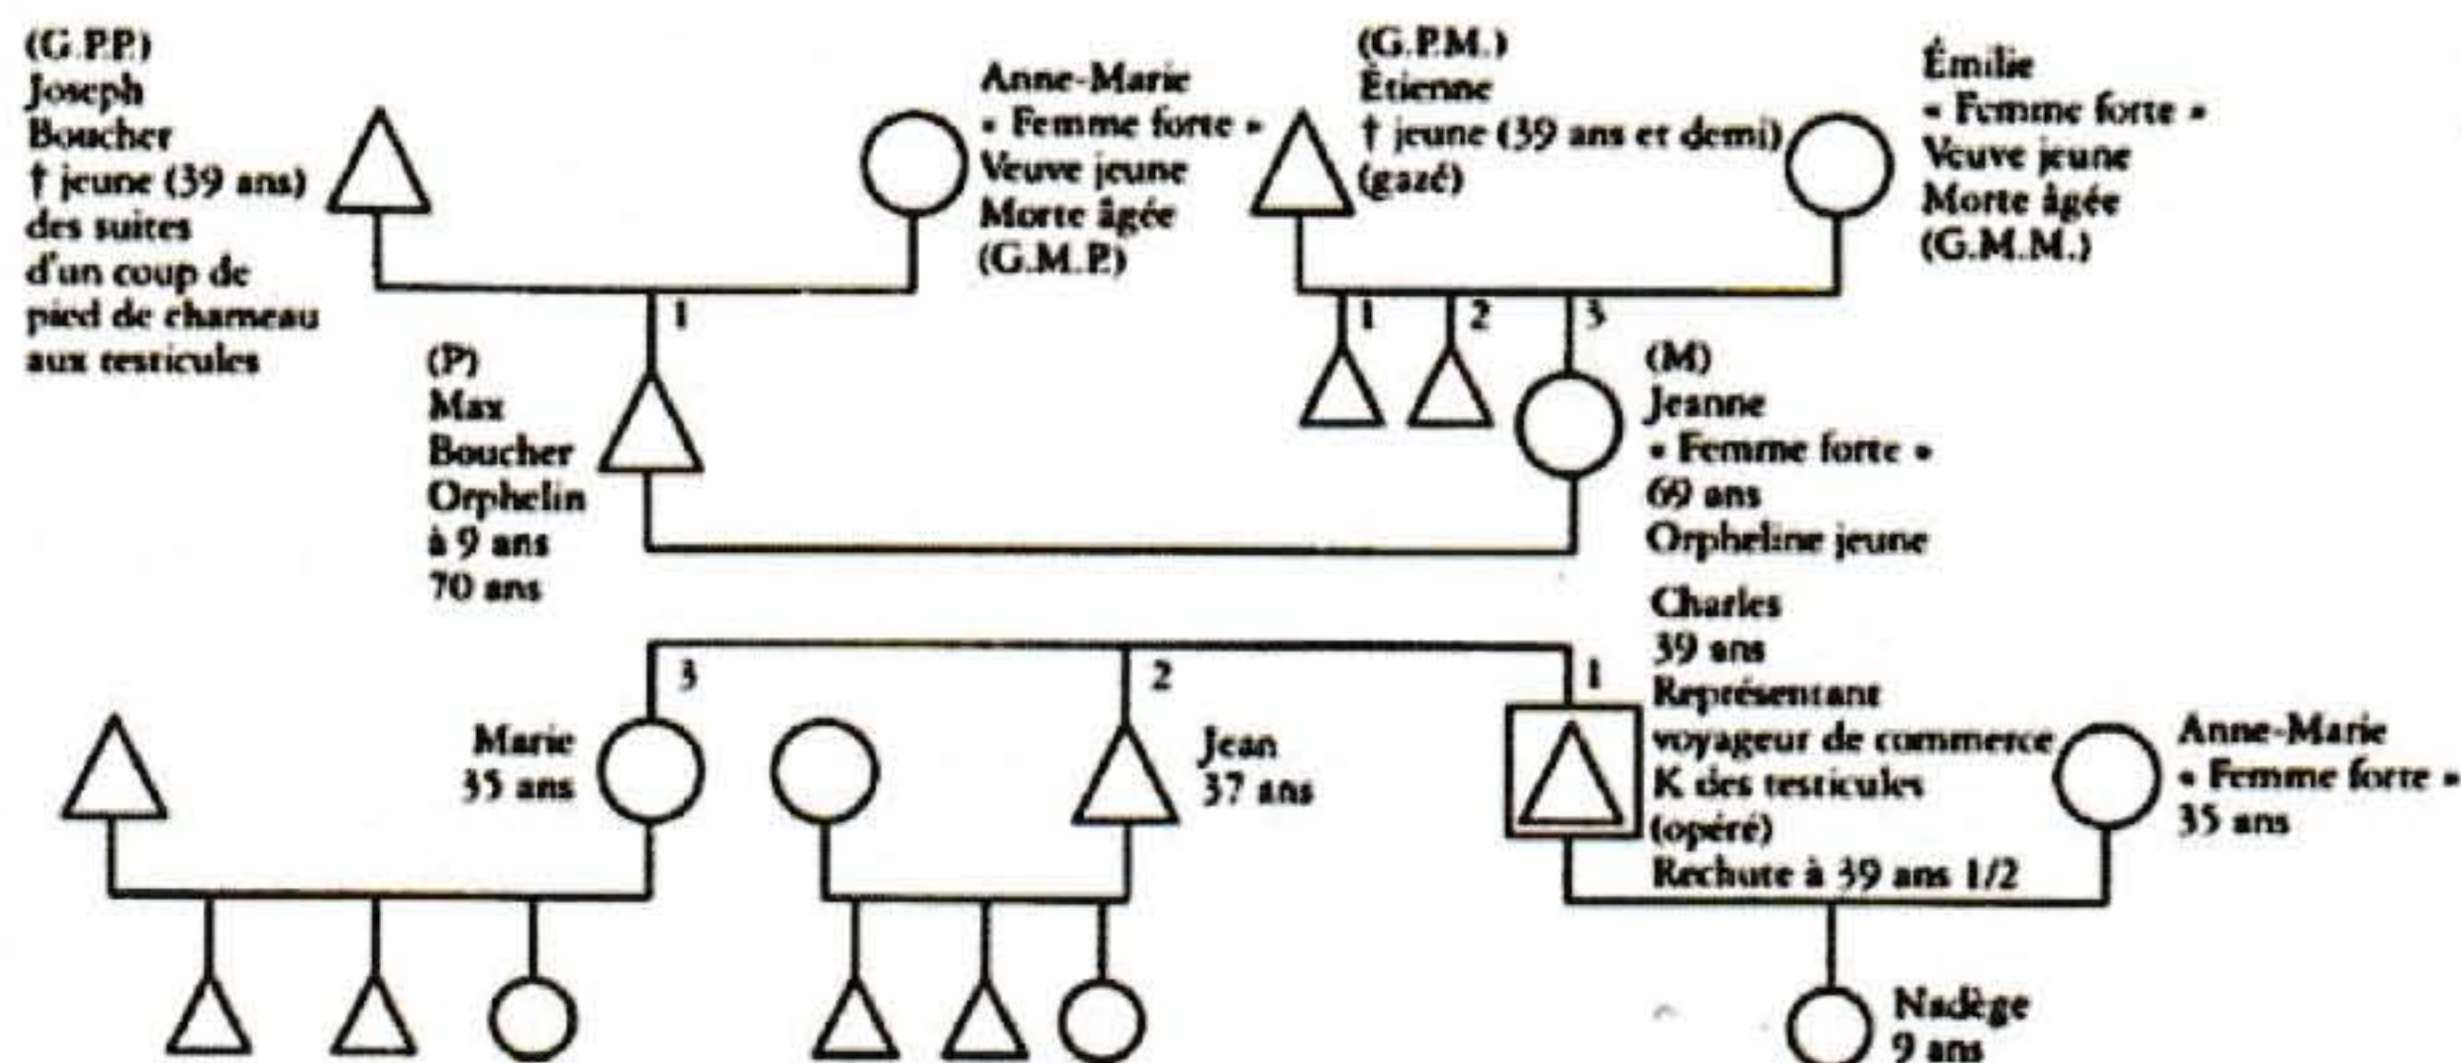 (G.P.P.)
Joseph
Boucher
† jeune (39 ans)
des suites
d'un coup de
pied de chameau
aux testicules
Anne-Marie
« Femme forte »
Veuve jeune
Morte âgée
(G.M.P.)
(G.P.M.)
Étienne
† jeune (39 ans et demi)
(gazé)
Émilie
« Femme forte »
Veuve jeune
Morte âgée
(G.M.M.)
1
1
2
3
(P)
Max
Boucher
Orphelin
à 9 ans
70 ans
(M)
Jeanne
« Femme forte »
69 ans
Orpheline jeune
3
2
1
Marie
35 ans
Jean
37 ans
Charles
39 ans
Représentant
voyageur de commerce
K des testicules
(opéré)
Rechute à 39 ans 1/2
Anne-Marie
« Femme forte »
35 ans
Nadège
9 ans